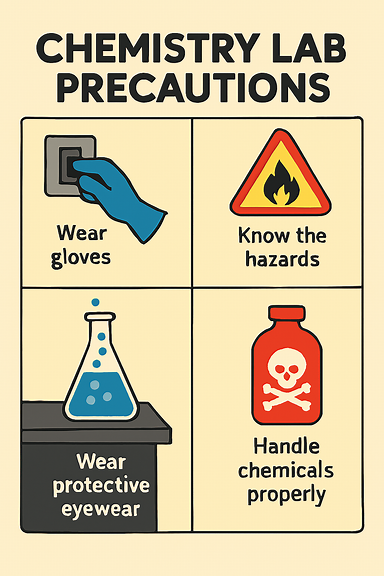 CHEMISTRY LAB
PRECAUTIONS
Wear
gloves
Know the
hazards
Wear
protective
eyewear
Handle
chemicals
properly